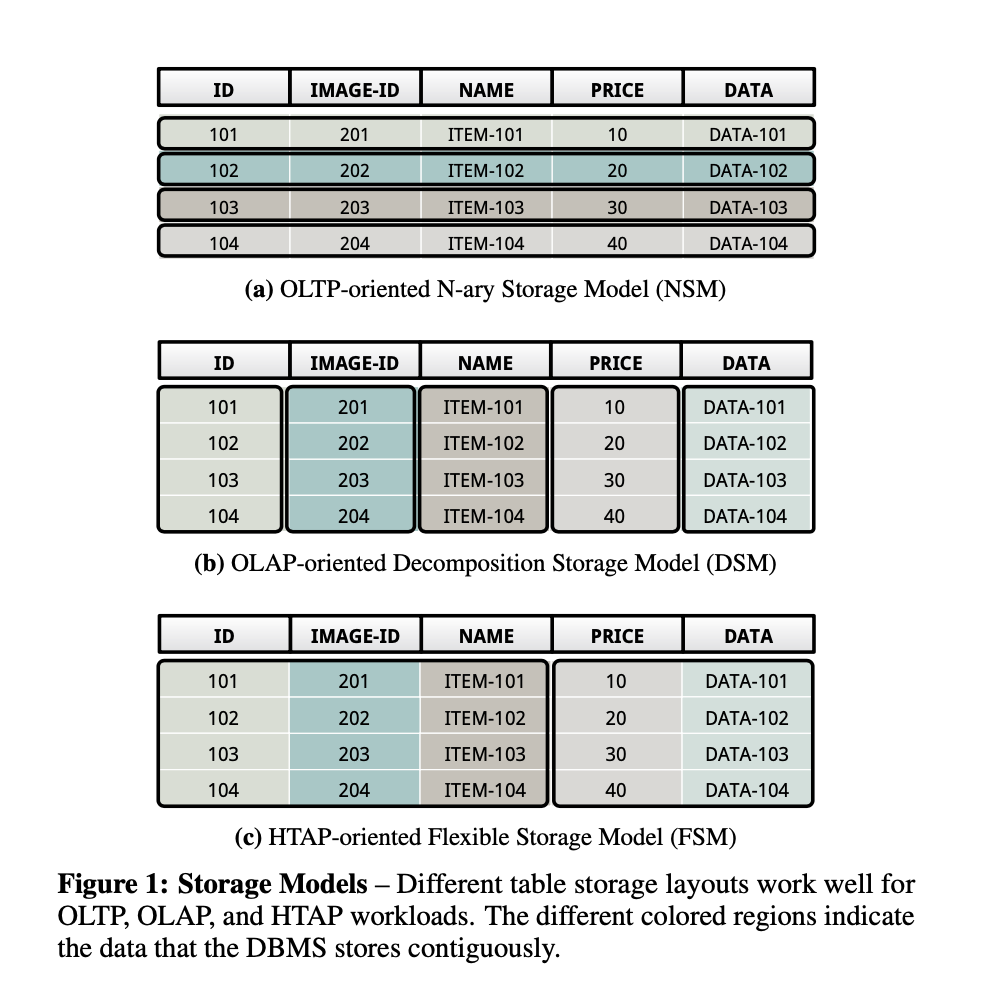 ID IMAGE-ID NAME PRICE DATA
101 201 ITEM-101 10 DATA-101
102 202 ITEM-102 20 DATA-102
103 203 ITEM-103 30 DATA-103
104 204 ITEM-104 40 DATA-104
(a) OLTP-oriented N-ary Storage Model (NSM)
ID IMAGE-ID NAME PRICE DATA
101 201 ITEM-101 10 DATA-101
102 202 ITEM-102 20 DATA-102
103 203 ITEM-103 30 DATA-103
104 204 ITEM-104 40 DATA-104
(b) OLAP-oriented Decomposition Storage Model (DSM)
ID IMAGE-ID NAME PRICE DATA
101 201 ITEM-101 10 DATA-101
102 202 ITEM-102 20 DATA-102
103 203 ITEM-103 30 DATA-103
104 204 ITEM-104 40 DATA-104
(c) HTAP-oriented Flexible Storage Model (FSM)
Figure 1: Storage Models – Different table storage layouts work well for
OLTP, OLAP, and HTAP workloads. The different colored regions indicate
the data that the DBMS stores contiguously.